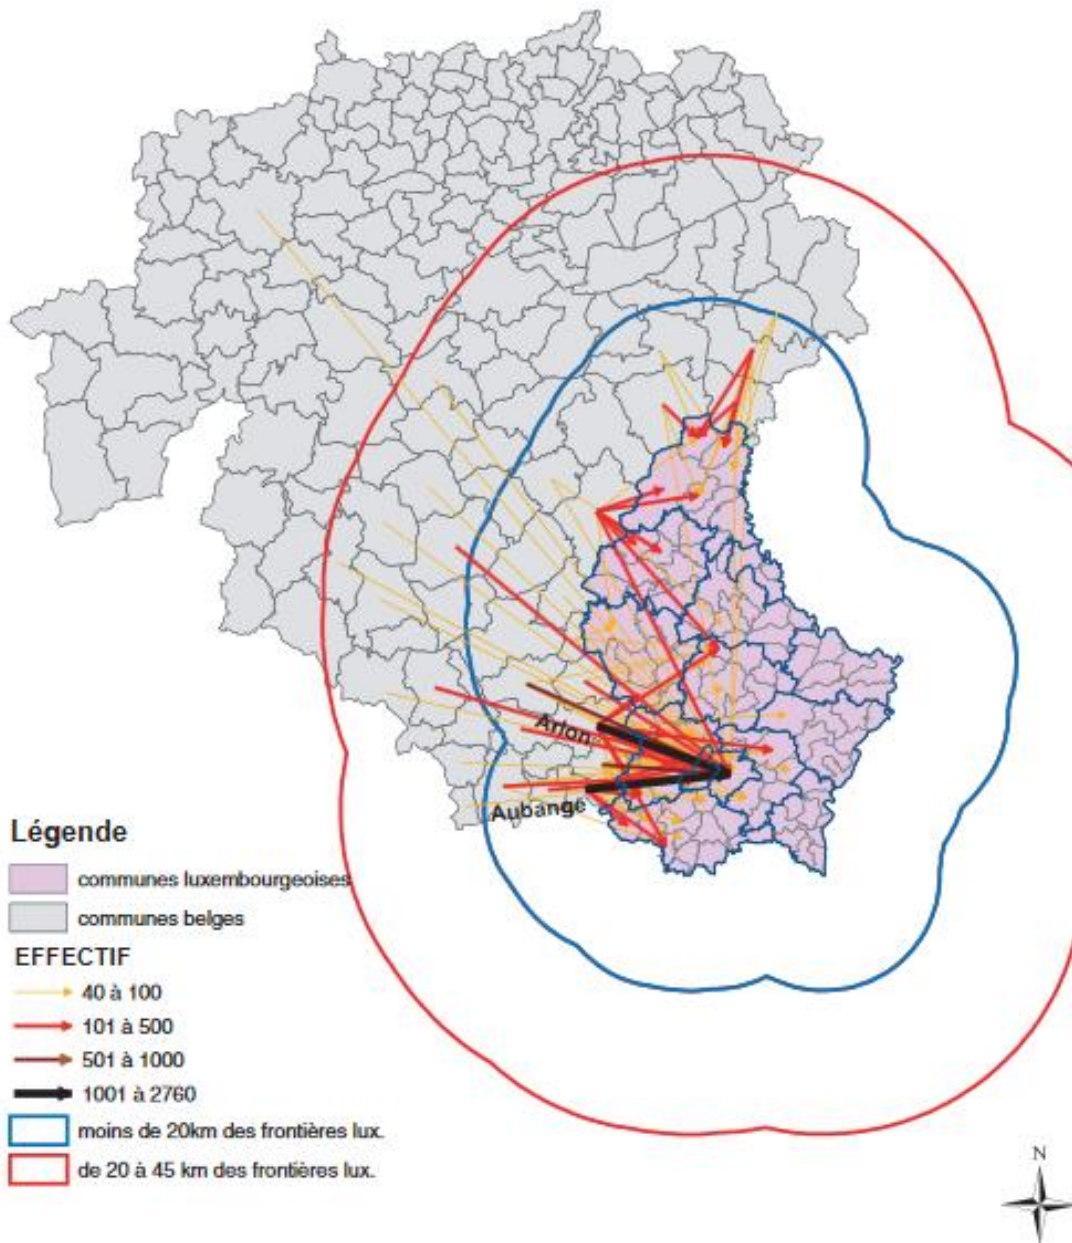 Arlon
Aubange
Légende
communes luxembourgeoises
communes belges
EFFECTIF
40 à 100
101 à 500
501 à 1000
1001 à 2760
moins de 20km des frontières lux.
de 20 à 45 km des frontières lux.
N